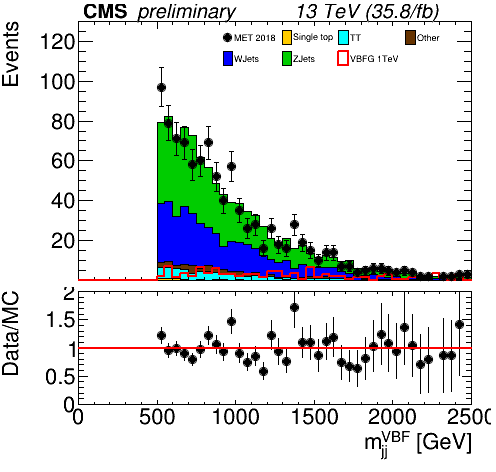 CMS preliminary 13 TeV (35.8/fb)
Events
120
100
80
60
40
20
MET 2018 Single top TT Other
WJets ZJets VBFG 1TeV
Data/MC
2
1.5
1
0.5
0
0 500 1000 1500 2000 2500
m_jj^VBF [GeV]